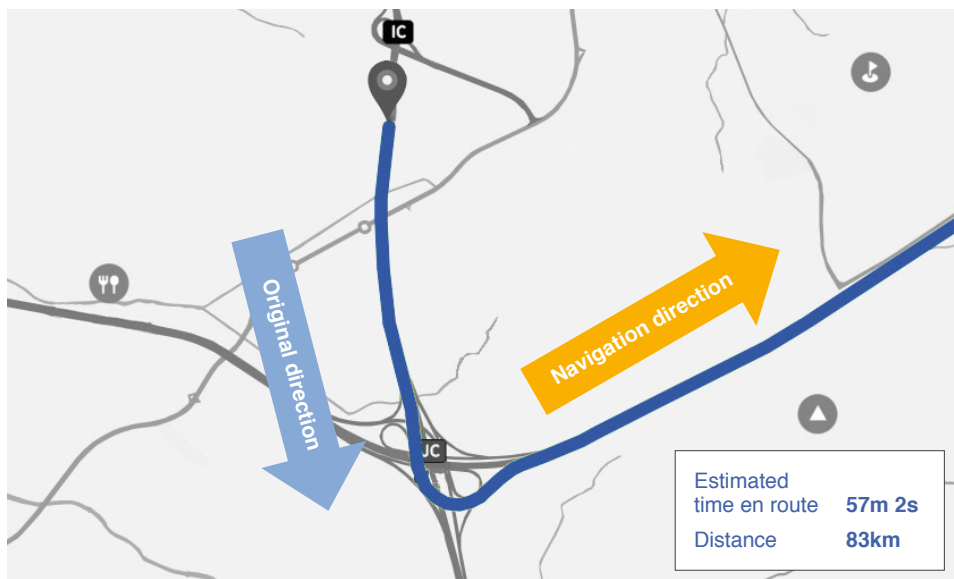 IC
Original direction
Navigation direction
JC
Estimated
time en route 57m 2s
Distance 83km